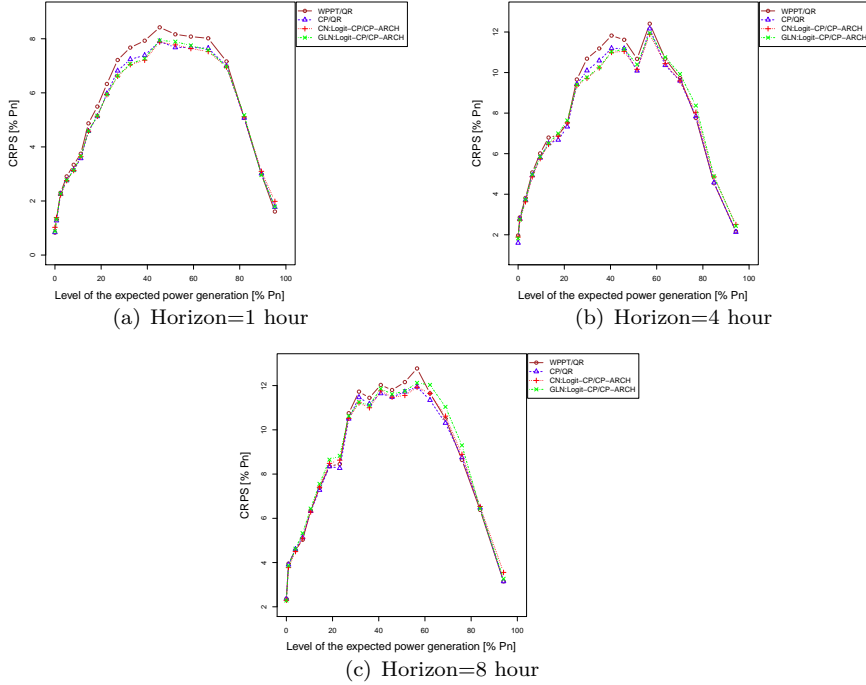 WPPT/QR
CP/QR
CN:Logit-CP/CP-ARCH
GLN:Logit-CP/CP-ARCH
CRPS [% Pn]
8
6
4
2
0
0 20 40 60 80 100
Level of the expected power generation [% Pn]
(a) Horizon=1 hour
WPPT/QR
CP/QR
CN:Logit-CP/CP-ARCH
GLN:Logit-CP/CP-ARCH
CRPS [% Pn]
12
10
8
6
4
2
0 20 40 60 80 100
Level of the expected power generation [% Pn]
(b) Horizon=4 hour
WPPT/QR
CP/QR
CN:Logit-CP/CP-ARCH
GLN:Logit-CP/CP-ARCH
CRPS [% Pn]
12
10
8
6
4
2
0 20 40 60 80 100
Level of the expected power generation [% Pn]
(c) Horizon=8 hour